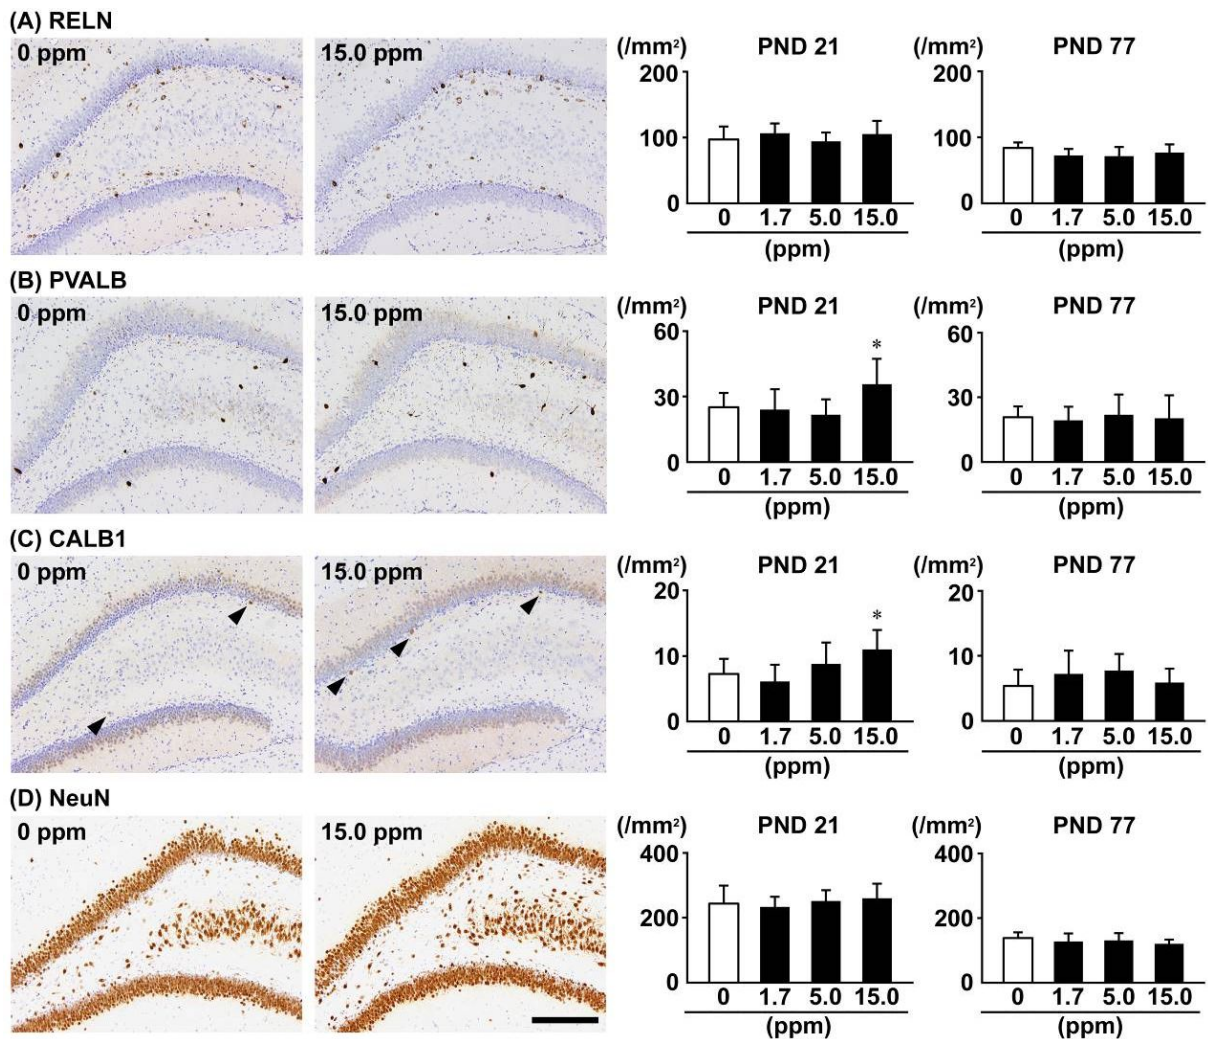 (A) RELN
0 ppm
15.0 ppm
(/mm²) PND 21
200
100
0
0 1.7 5.0 15.0
(ppm)
PND 77 (/mm²)
200
100
0
0 1.7 5.0 15.0
(ppm)
(B) PVALB
0 ppm
15.0 ppm
(/mm²) PND 21
60
30
0
*
0 1.7 5.0 15.0
(ppm)
(/mm²) PND 77
60
30
0
0 1.7 5.0 15.0
(ppm)
(C) CALB1
0 ppm
15.0 ppm
(/mm²) PND 21
20
10
0
*
0 1.7 5.0 15.0
(ppm)
(/mm²) PND 77
20
10
0
0 1.7 5.0 15.0
(ppm)
(D) NeuN
0 ppm
15.0 ppm
(/mm²) PND 21
400
200
0
0 1.7 5.0 15.0
(ppm)
(/mm²) PND 77
400
200
0
0 1.7 5.0 15.0
(ppm)